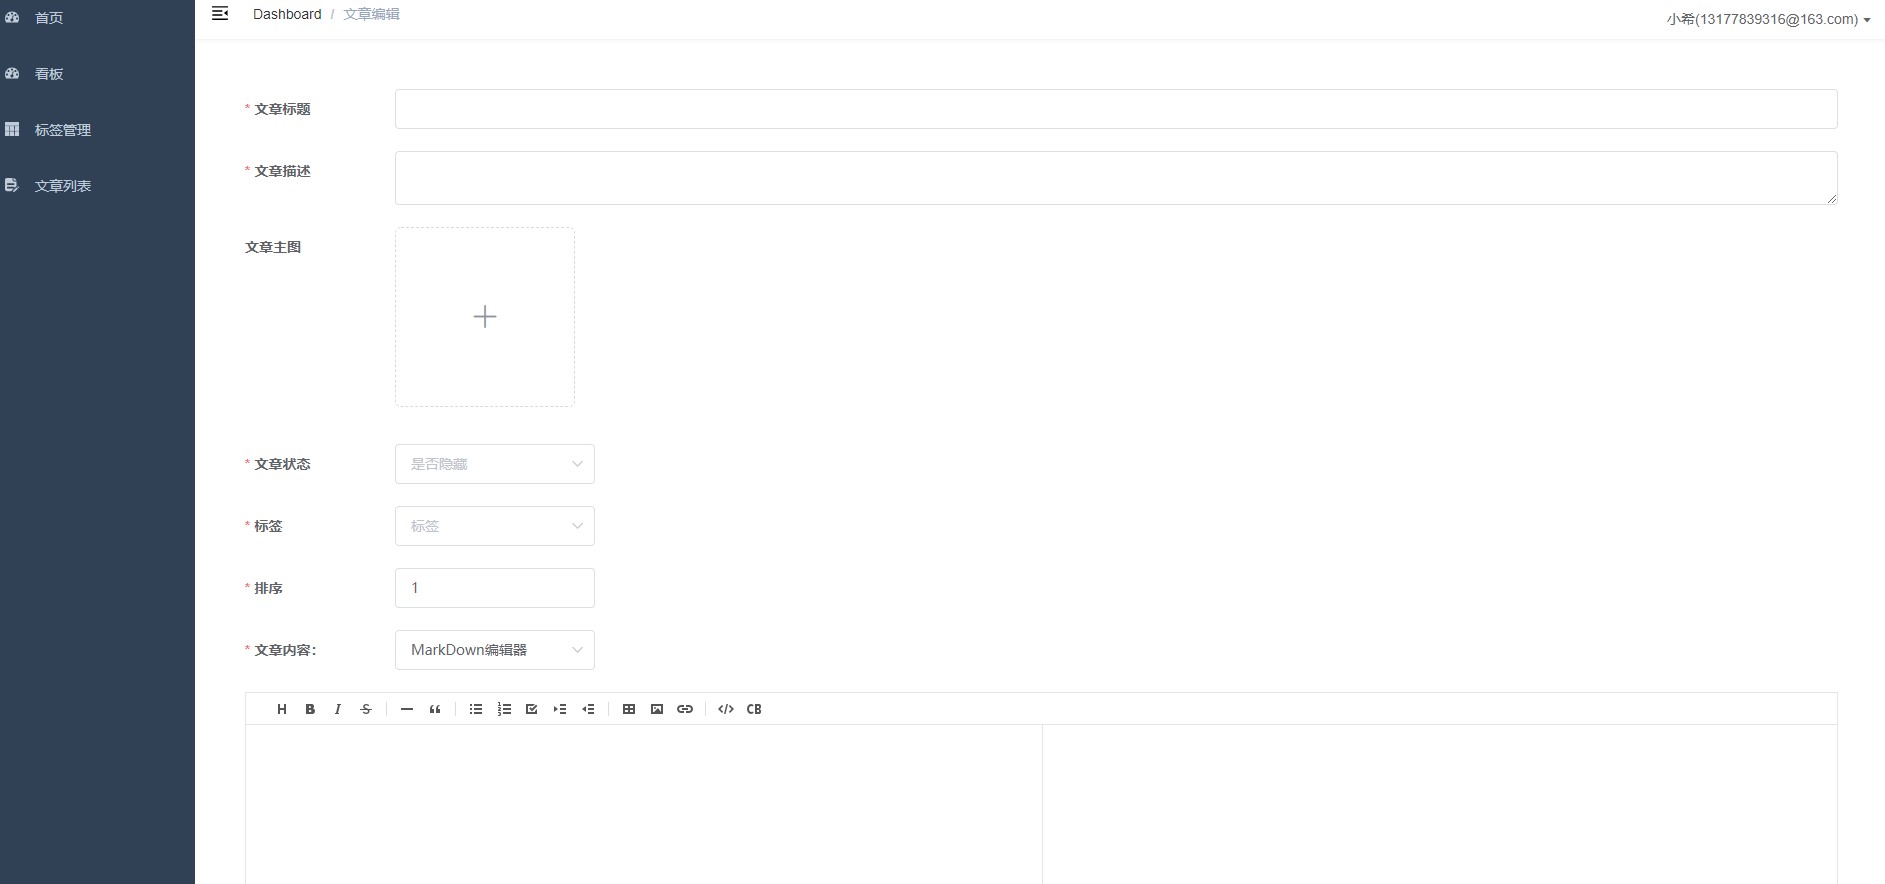 首页
看板
标签管理
文章列表
Dashboard / 文章编辑
小希(13177839316@163.com)
* 文章标题
* 文章描述
文章主图
* 文章状态 是否隐藏
* 标签 标签
* 排序 1
* 文章内容: MarkDown编辑器
H B I S — “ </> CB